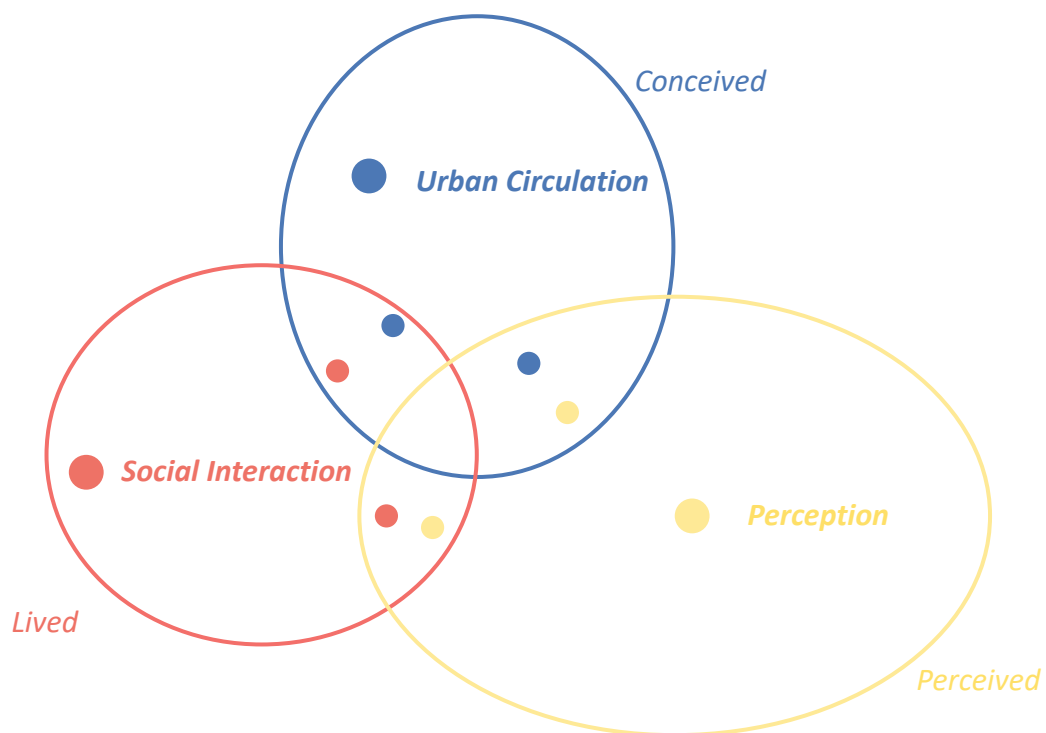 Conceived
Urban Circulation
Social Interaction
Perception
Lived
Perceived